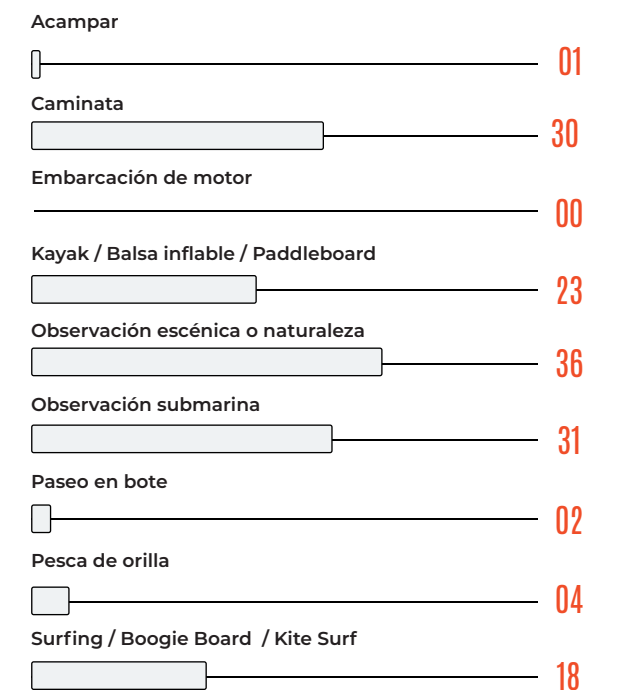 Acampar
01
Caminata
30
Embarcación de motor
00
Kayak / Balsa inflable / Paddleboard
23
Observación escénica o naturaleza
36
Observación submarina
31
Paseo en bote
02
Pesca de orilla
04
Surfing / Boogie Board / Kite Surf
18